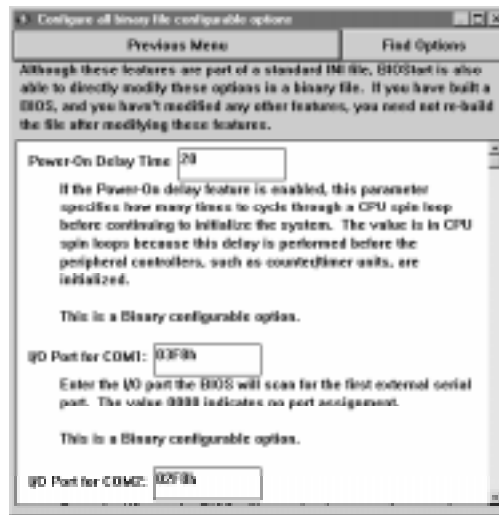 Configure all binary file configurable options
Previous Menu
Find Options
Although these features are part of a standard INI file, BIOStart is also
able to directly modify these options in a binary file. If you have built a
BIOS, and you havn't modified any other features, you need not re-build
the file after modifying these features.
Power-On Delay Time 20
If the Power-On delay feature is enabled, this parameter
specifies how many times to cycle through a CPU spin loop
before continuing to initialize the system. The value is in CPU
spin loops because this delay is performed before the
peripheral controllers, such as counter/timer units, are
initialized.
This is a Binary configurable option.
I/O Port for COM1: 03F8h
Enter the I/O port the BIOS will scan for the first external serial
port. The value 0000 indicates no port assignment.
This is a Binary configurable option.
I/O Port for COM2: 02F8h